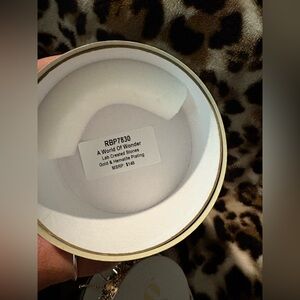 RBP7830
A World Of Wonder
Lab Created Stones
Gold & Hematite Plating
MSRP: $148